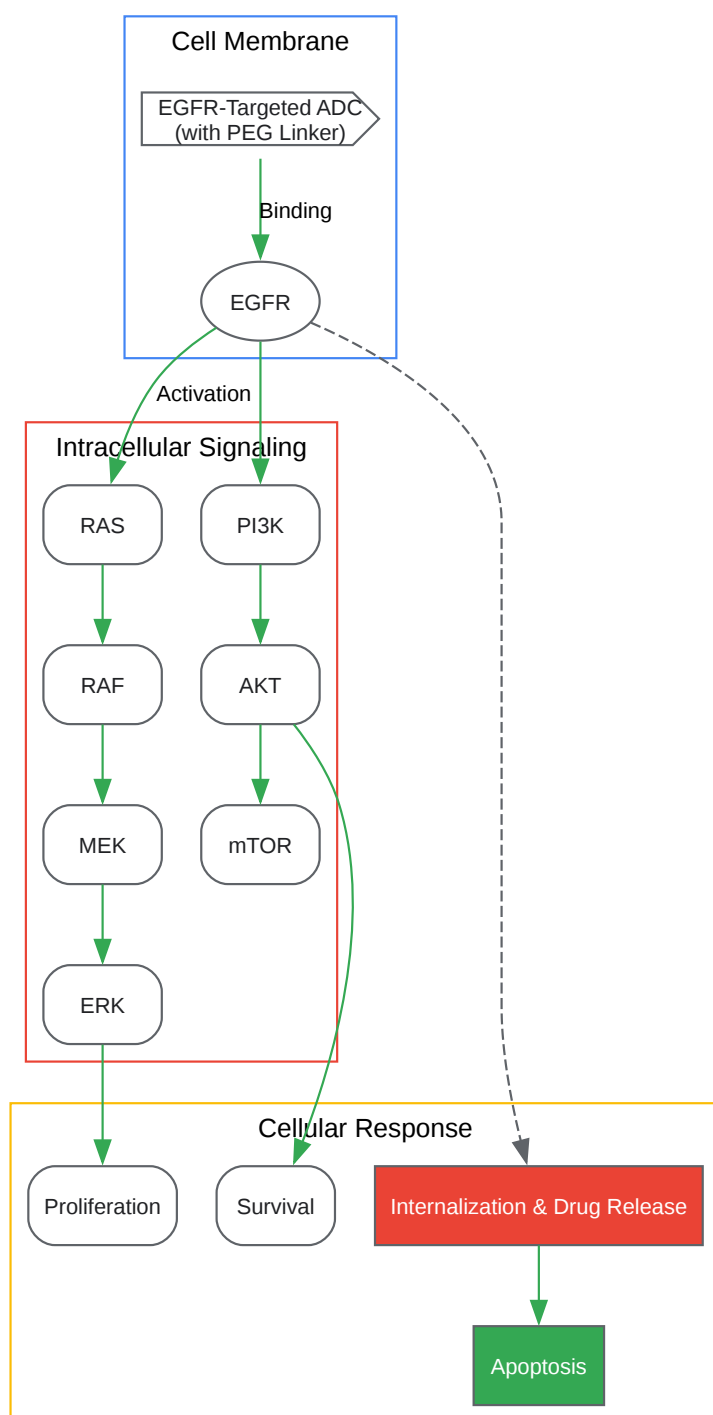 Cell Membrane
EGFR-Targeted ADC
(with PEG Linker)
Binding
EGFR
Activation
Intracellular Signaling
RAS
PI3K
RAF
AKT
MEK
mTOR
ERK
Cellular Response
Proliferation
Survival
Internalization & Drug Release
Apoptosis